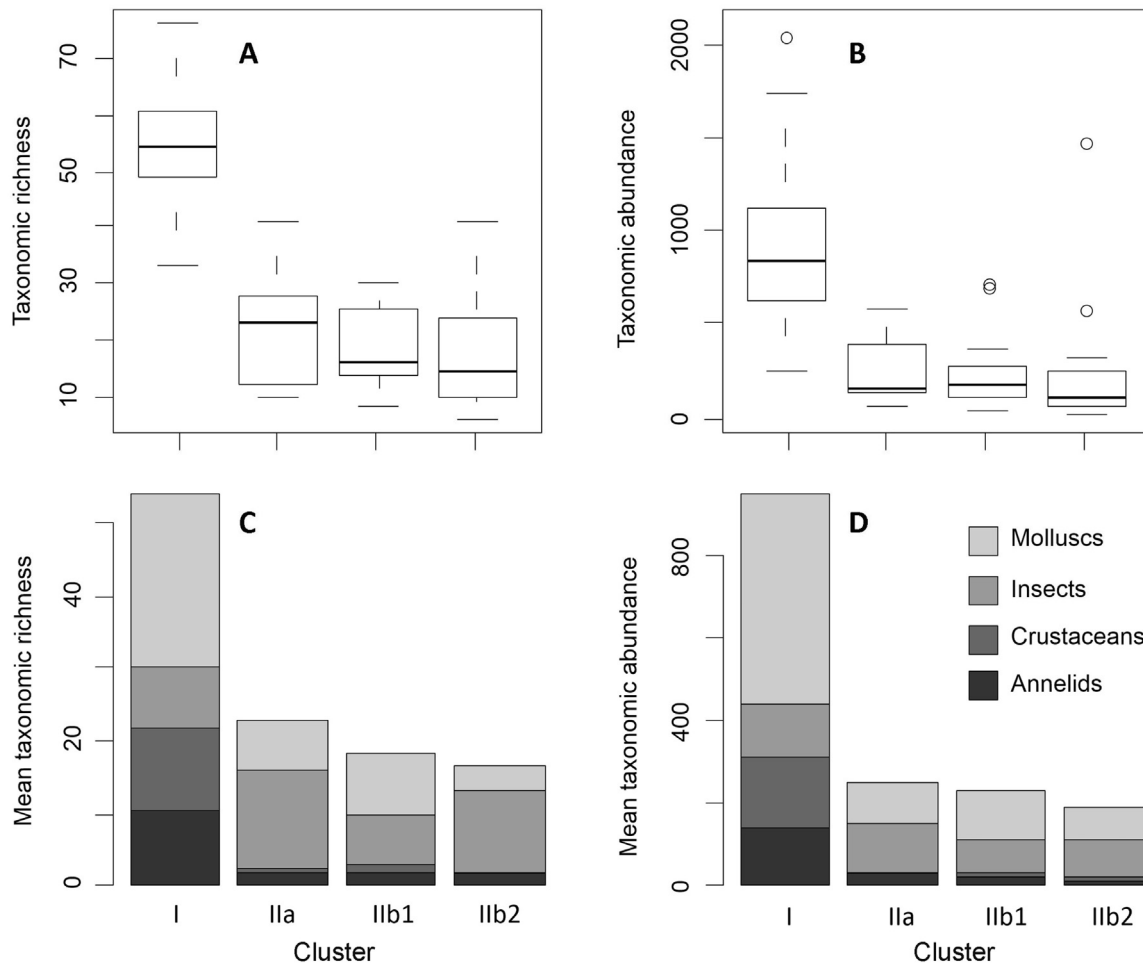 A
Taxonomic richness
70
50
30
10
B
Taxonomic abundance
2000
1000
0
C
Mean taxonomic richness
40
20
0
I
IIa
IIb1
IIb2
Cluster
D
Mean taxonomic abundance
800
400
0
Molluscs
Insects
Crustaceans
Annelids
I
IIa
IIb1
IIb2
Cluster